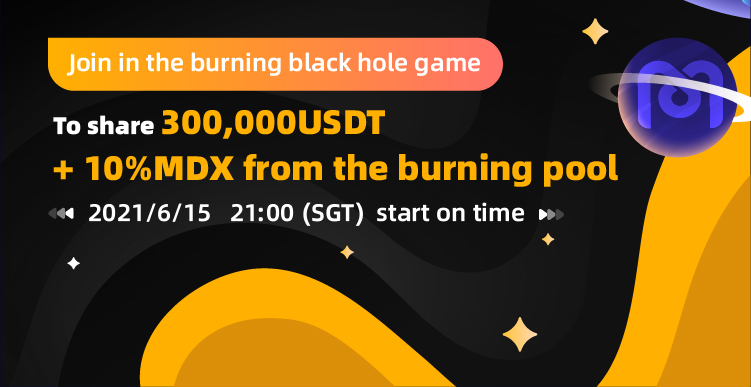 Join in the burning black hole game
To share 300,000USDT
+ 10%MDX from the burning pool
2021/6/15 21:00 (SGT) start on time